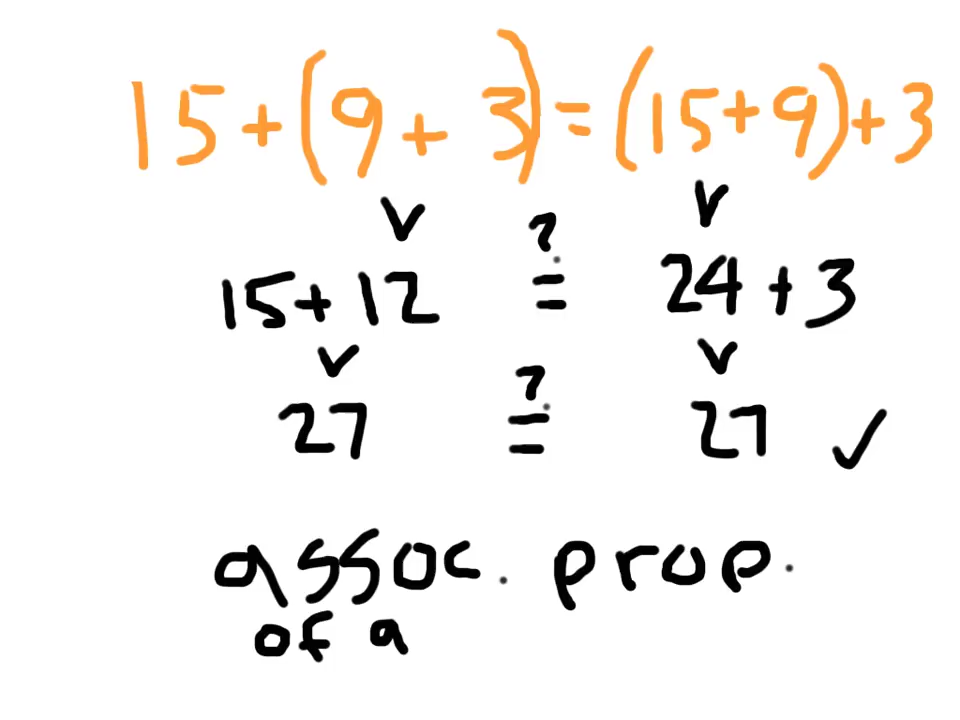 15+(9+3)=(15+9)+3
15+12 ?= 24+3
27 ?= 27 ✓
assoc. prop.
of a